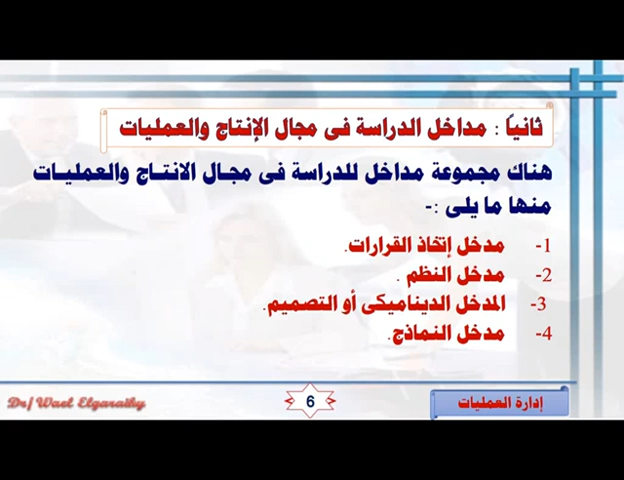 ثانياً : مداخل الدراسة فى مجال الإنتاج والعمليات
هناك مجموعة مداخل للدراسة فى مجال الانتاج والعمليات
منها ما يلى :-
1- مدخل إتخاذ القرارات.
2- مدخل النظم .
3- المدخل الديناميكى أو التصميم.
4- مدخل النماذج.
إدارة العمليات
6
Dr/ Wael Elgaraihy